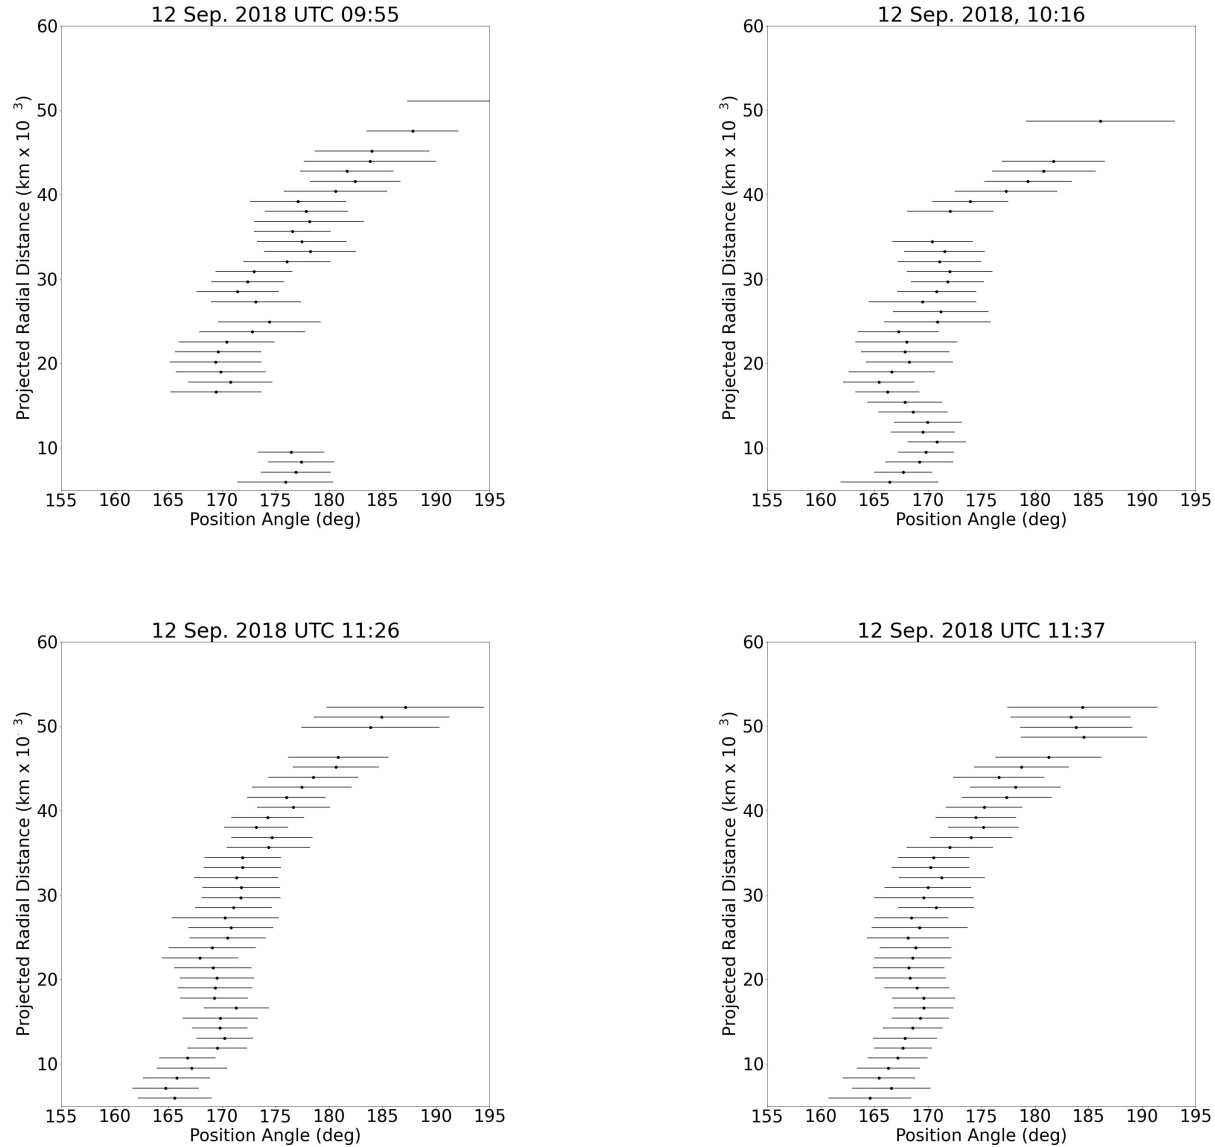 12 Sep. 2018 UTC 09:55
60
50
40
30
20
10
155 160 165 170 175 180 185 190 195
Position Angle (deg)
Projected Radial Distance (km x 10 3)
12 Sep. 2018, 10:16
60
50
40
30
20
10
155 160 165 170 175 180 185 190 195
Position Angle (deg)
Projected Radial Distance (km x 10 3)
12 Sep. 2018 UTC 11:26
60
50
40
30
20
10
155 160 165 170 175 180 185 190 195
Position Angle (deg)
Projected Radial Distance (km x 10 3)
12 Sep. 2018 UTC 11:37
60
50
40
30
20
10
155 160 165 170 175 180 185 190 195
Position Angle (deg)
Projected Radial Distance (km x 10 3)